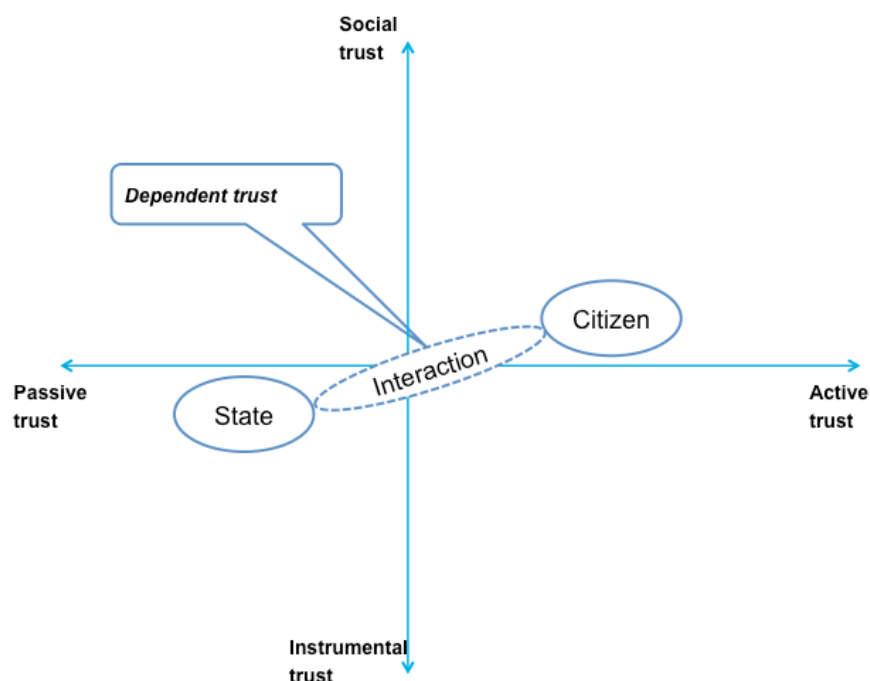 Social
trust
Dependent trust
Citizen
Interaction
Passive
trust
State
Active
trust
Instrumental
trust